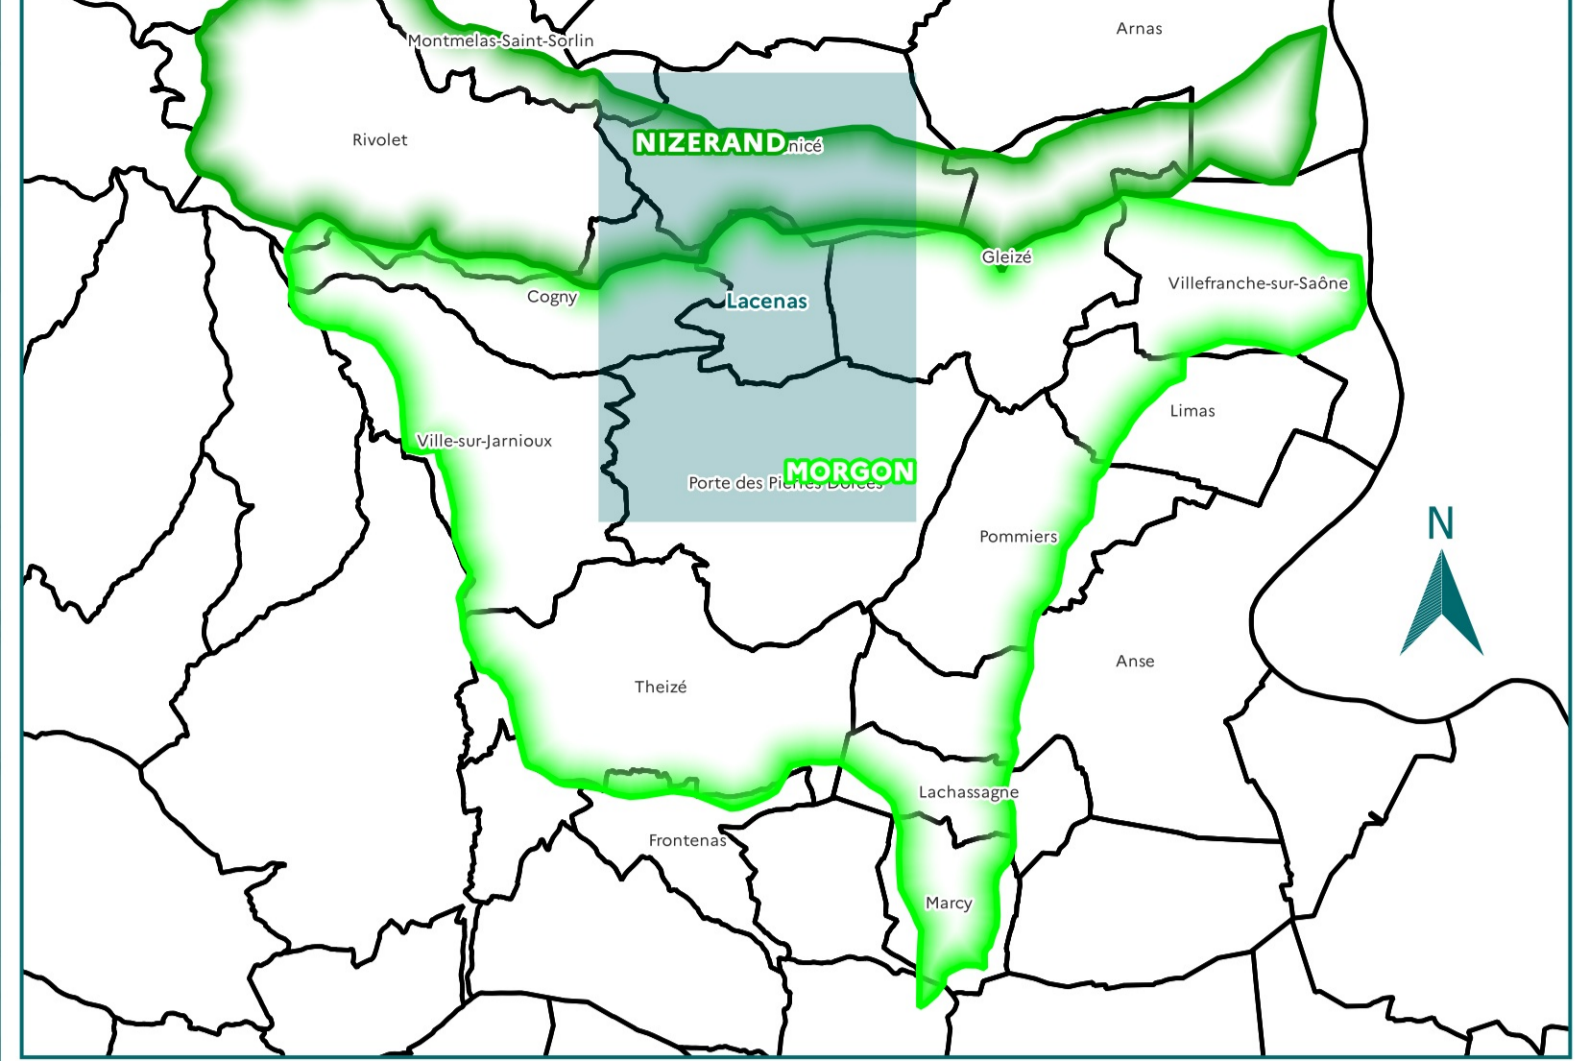 Arnas
Montmelas-Saint-Sorlin
Rivolet
NIZERAND
nicé
Gleizé
Villefranche-sur-Saône
Cogny
Lacenas
Limas
Ville-sur-Jarnioux
MORGON
Porte des Pierres Dorées
N
Pommiers
Anse
Theizé
Lachassagne
Frontenas
Marcy